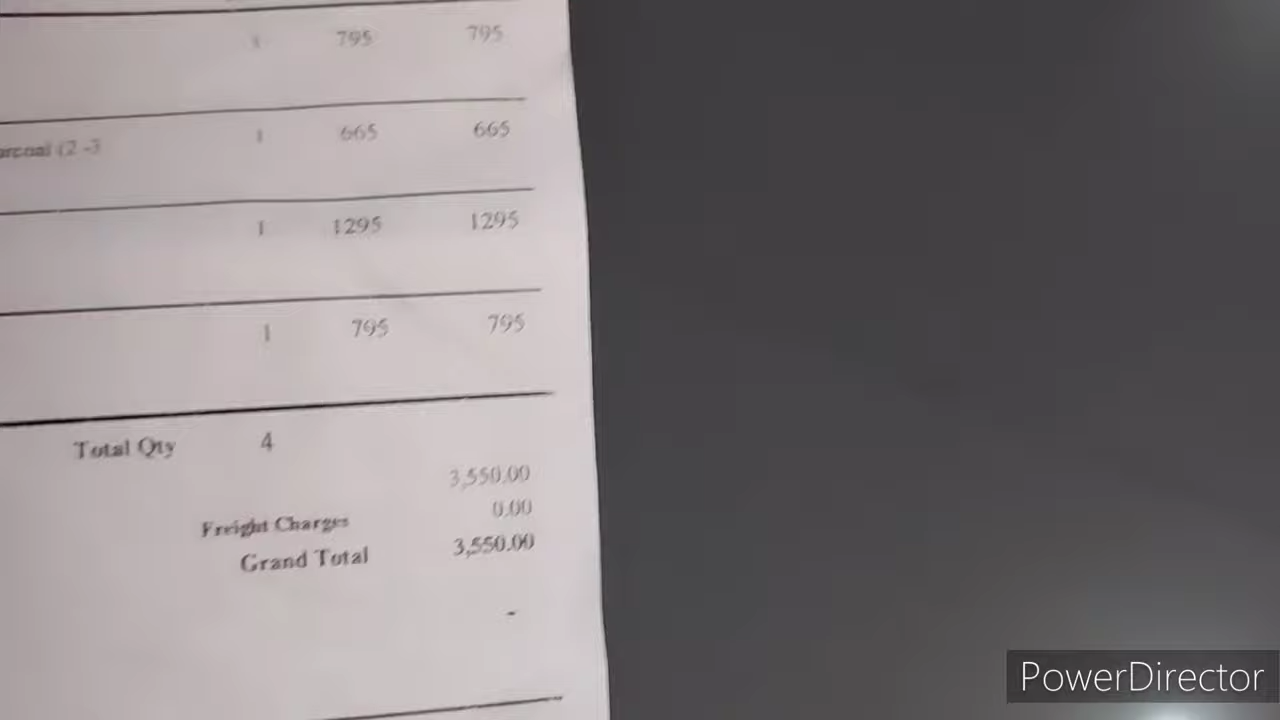 1 795 795
arcoal (2 -3 1 665 665
1 1295 1295
1 795 795
Total Qty 4
3,550.00
0.00
Freight Charges
Grand Total 3,550.00
-
PowerDirector